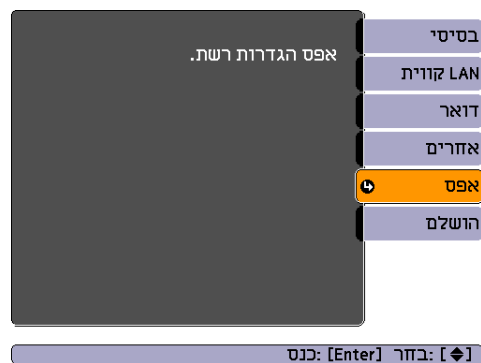 בסיסי
LAN קווית
דואר
אחרים
אפס
הושלם
אפס הגדרות רשת.
[♦] :בחר [Enter] :כנס